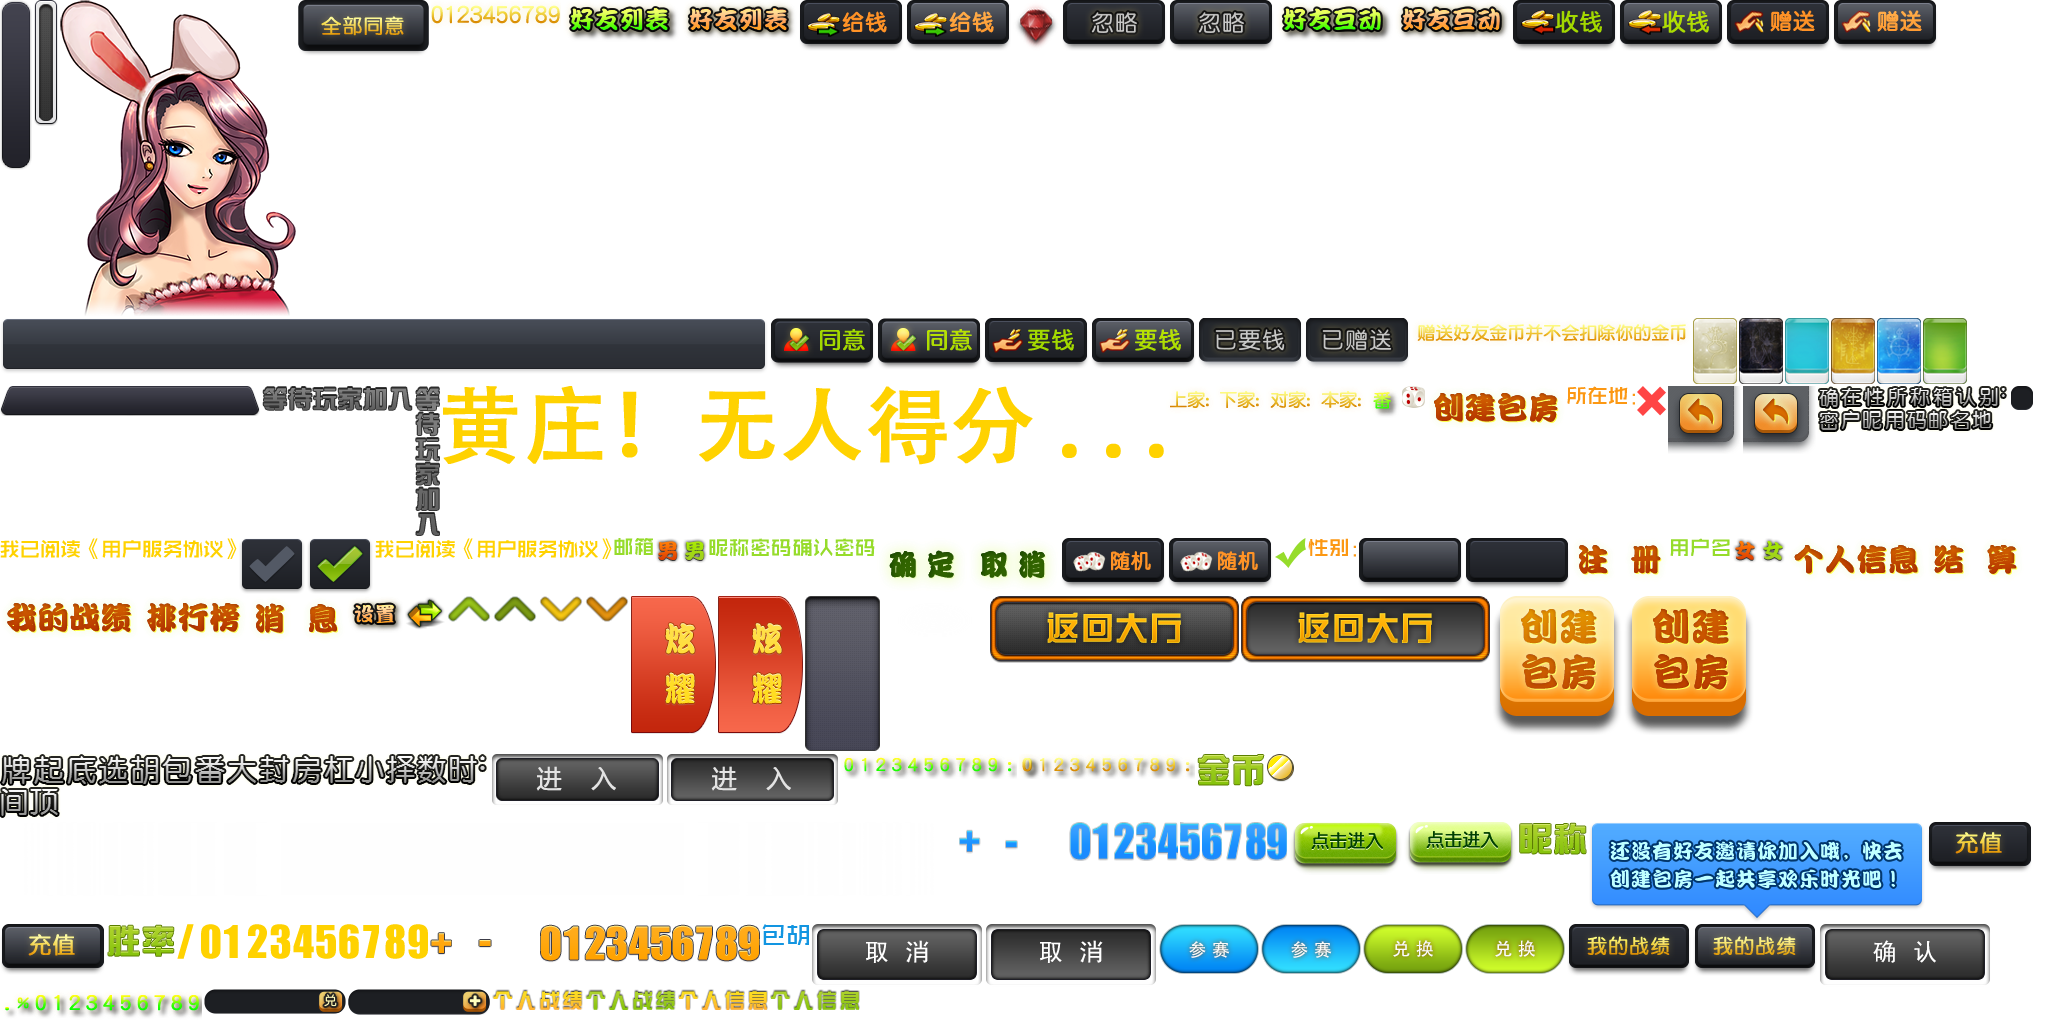 全部同意
0123456789
好友列表
好友列表
给钱
给钱
忽略
忽略
好友互动
好友互动
收钱
收钱
赠送
赠送
同意
同意
要钱
要钱
已要钱
已赠送
赠送好友金币并不会扣除你的金币
等待玩家加入
等待玩家加入
黄庄！无人得分...
上家:
下家:
对家:
本家:
番
创建包房
所在地:
确在性所称箱认别:
密户昵用码邮名地
我已阅读《用户服务协议》
我已阅读《用户服务协议》
邮箱
男
男
昵称密码确认密码
确定
取消
随机
随机
性别:
注册
用户名
女
女
个人信息
结算
我的战绩
排行榜
消息
设置
炫耀
炫耀
返回大厅
返回大厅
创建包房
创建包房
牌起底选胡包番大封房杠小择数时:
间顶
进入
进入
0123456789:
0123456789:
金币
+ - 0123456789
点击进入
点击进入
昵称
还没有好友邀请你加入哦，快去
创建包房一起共享欢乐时光吧！
充值
充值
胜率
/0123456789
+ - 0123456789
包胡
取消
取消
参赛
参赛
兑换
兑换
我的战绩
我的战绩
确认
.%0123456789
兑
个人战绩
个人战绩
个人信息
个人信息